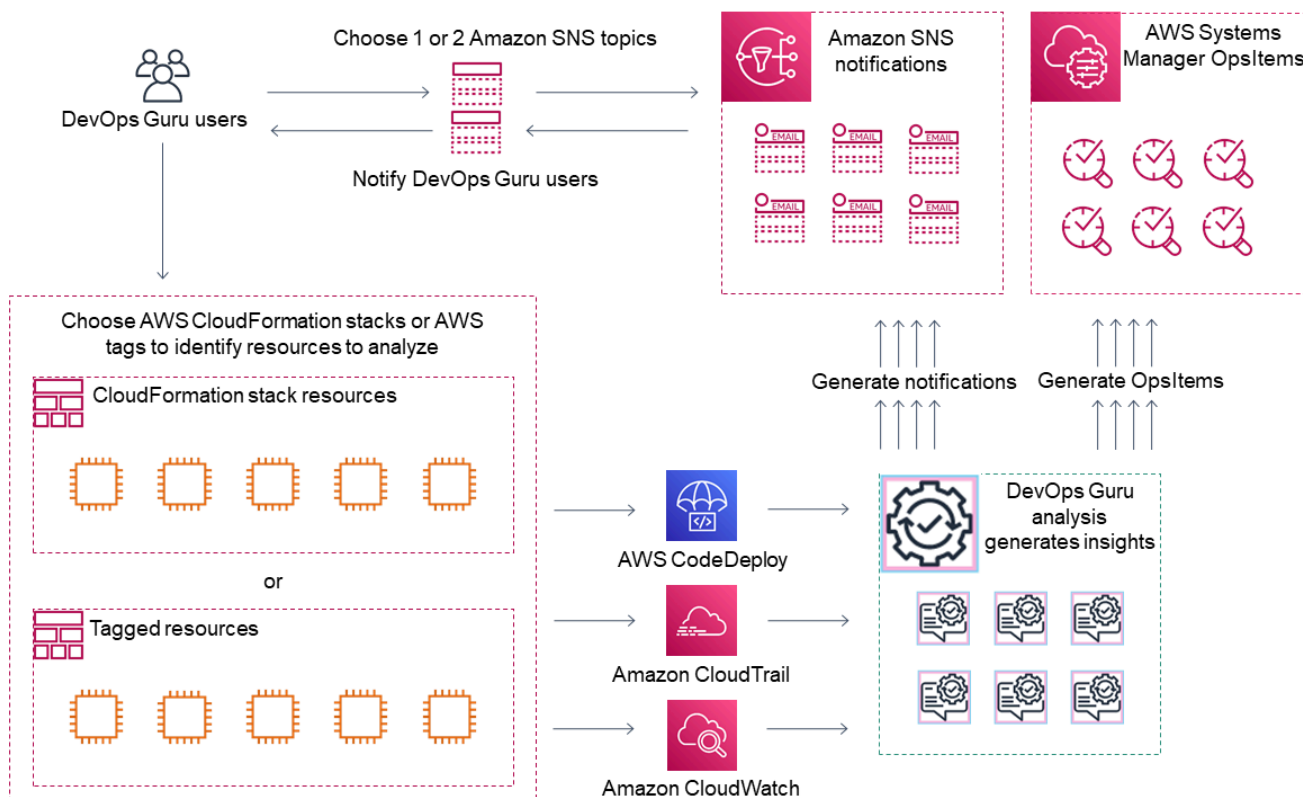 Choose 1 or 2 Amazon SNS topics
DevOps Guru users
Notify DevOps Guru users
Amazon SNS
notifications
EMAIL
EMAIL
EMAIL
EMAIL
EMAIL
EMAIL
AWS Systems
Manager OpsItems
Choose AWS CloudFormation stacks or AWS
tags to identify resources to analyze
CloudFormation stack resources
or
Tagged resources
Generate notifications
Generate OpsItems
</>
AWS CodeDeploy
Amazon CloudTrail
Amazon CloudWatch
DevOps Guru
analysis
generates insights